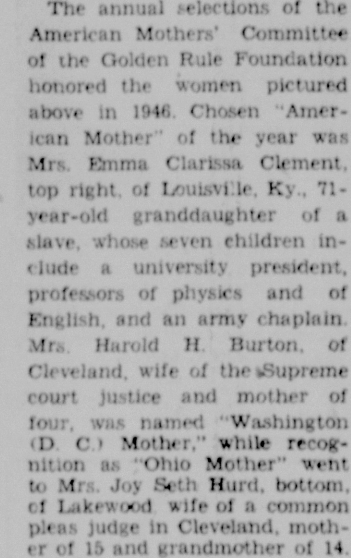 The annual selections of the
American Mothers' Committee
of the Golden Rule Foundation
honored the women pictured
above in 1946. Chosen "Amer-
ican Mother" of the year was
Mrs. Emma Clarissa Clement,
top right, of Louisville, Ky., 71-
year-old granddaughter of a
slave, whose seven children in-
clude a university president,
professors of physics and of
English, and an army chaplain.
Mrs. Harold H. Burton, of
Cleveland, wife of the Supreme
court justice and mother of
four, was named "Washington
(D. C.) Mother," while recog-
nition as "Ohio Mother" went
to Mrs. Joy Seth Hurd, bottom,
of Lakewood, wife of a common
pleas judge in Cleveland, moth-
er of 15 and grandmother of 14.